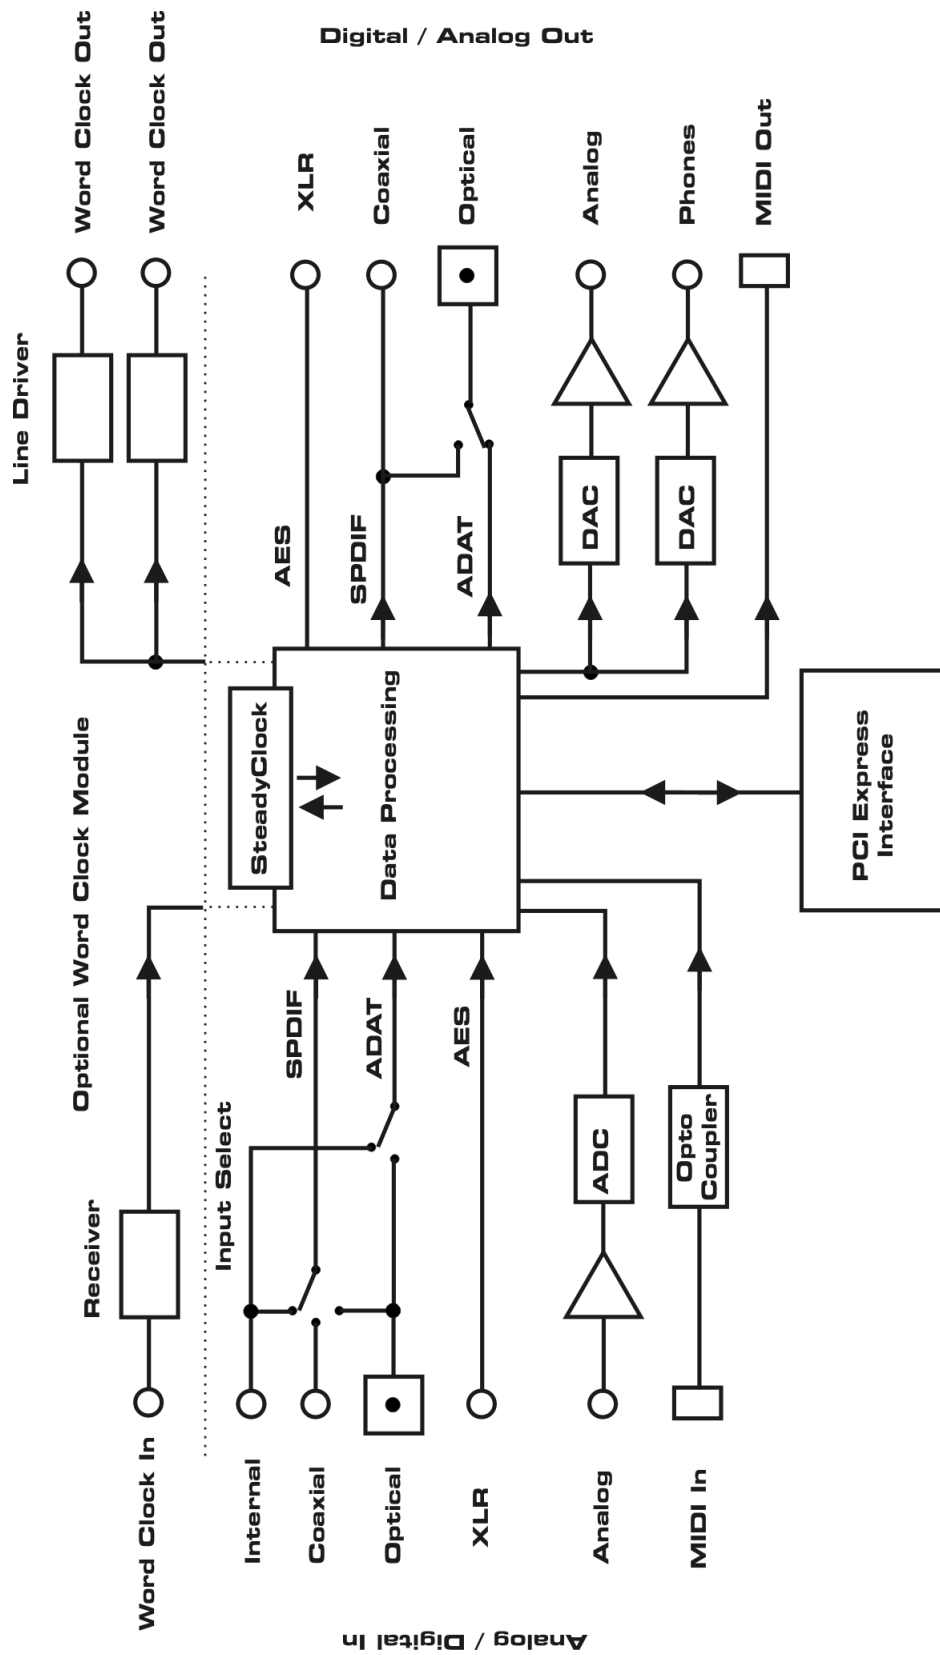 Digital / Analog Out
Word Clock Out
Word Clock Out
XLR
Coaxial
Optical
Analog
Phones
MIDI Out
Line Driver
AES
SPDIF
ADAT
DAC
DAC
Optional Word Clock Module
SteadyClock
Data Processing
PCI Express
Interface
SPDIF
ADAT
AES
Input Select
Receiver
ADC
Opto
Coupler
Word Clock In
Internal
Coaxial
Optical
XLR
Analog
MIDI In
Analog / Digital In